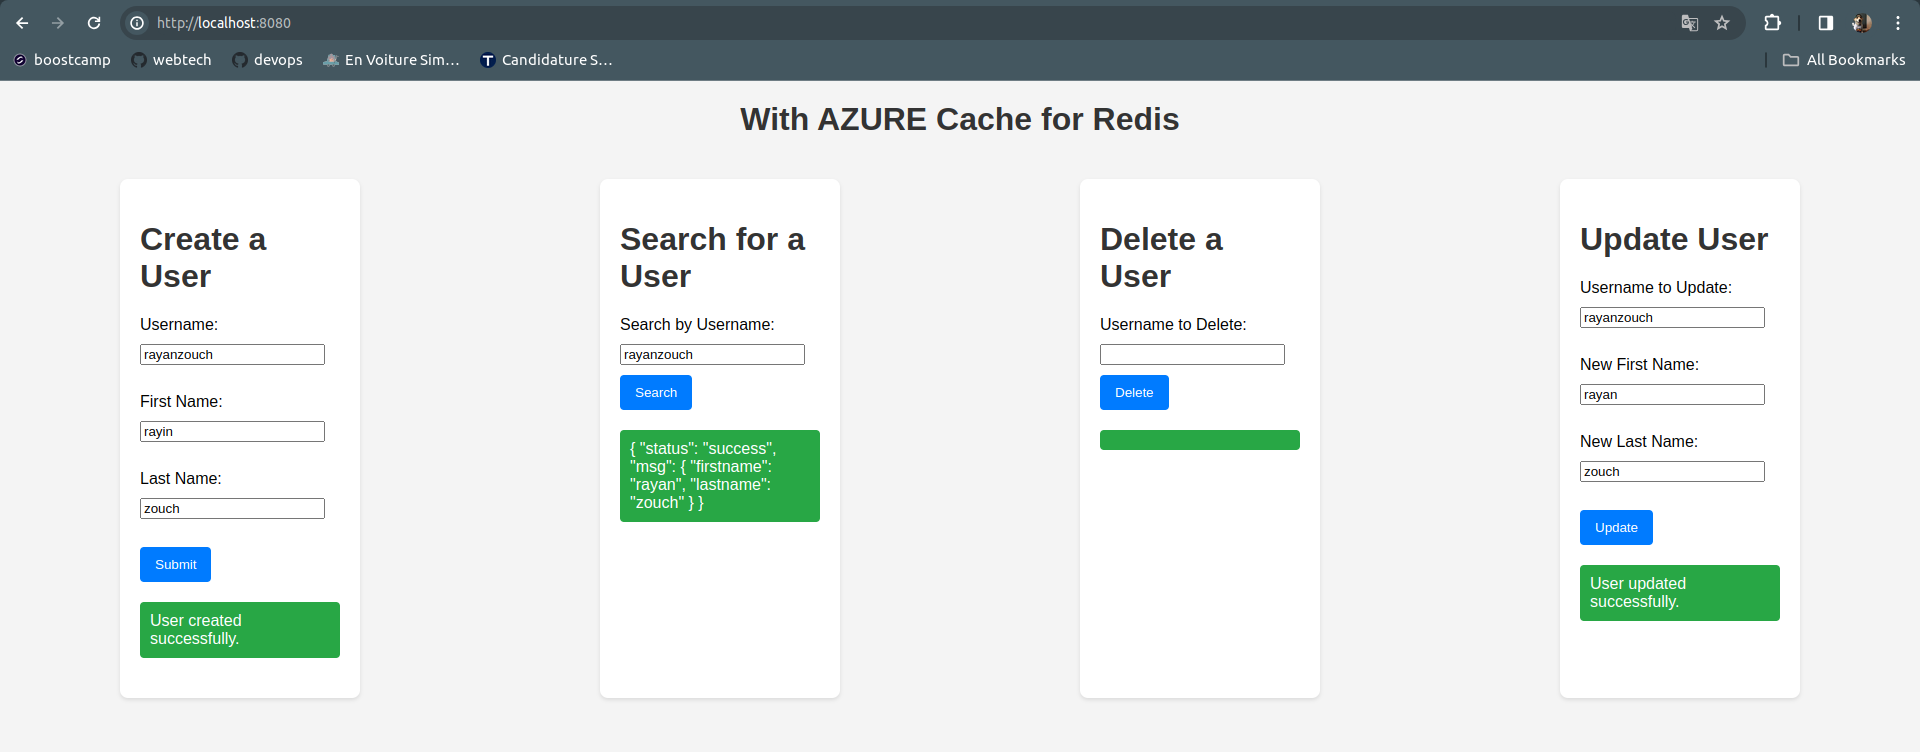 http://localhost:8080
boostcamp
webtech
devops
En Voiture Sim...
Candidature S...
All Bookmarks
With AZURE Cache for Redis
Create a
User
Username:
rayanzouch
First Name:
rayin
Last Name:
zouch
Submit
User created
successfully.
Search for a
User
Search by Username:
rayanzouch
Search
{ "status": "success",
"msg": { "firstname":
"rayan", "lastname":
"zouch" } }
Delete a
User
Username to Delete:
Delete
Update User
Username to Update:
rayanzouch
New First Name:
rayan
New Last Name:
zouch
Update
User updated
successfully.